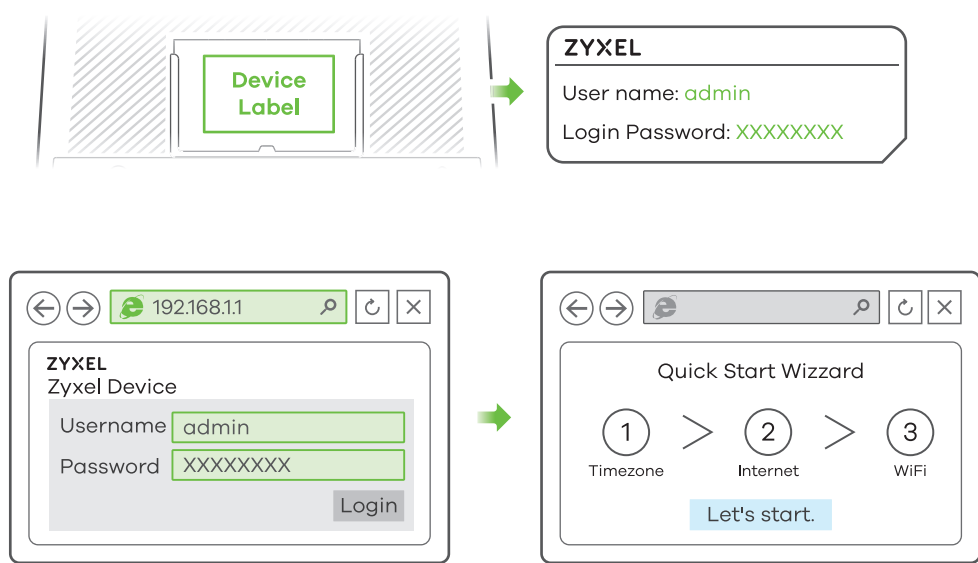 Device
Label
ZYXEL
User name: admin
Login Password: XXXXXXXX
192.168.1.1
ZYXEL
Zyxel Device
Username admin
Password XXXXXXXX
Login
Quick Start Wizzard
1 2 3
Timezone Internet WiFi
Let's start.